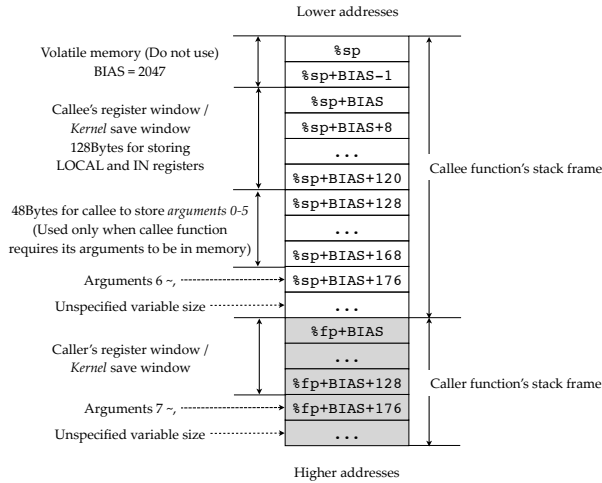 Lower addresses
Volatile memory (Do not use)
BIAS = 2047
%sp
%sp+BIAS-1
Callee's register window /
Kernel save window
128Bytes for storing
LOCAL and IN registers
%sp+BIAS
%sp+BIAS+8
...
%sp+BIAS+120
Callee function's stack frame
48Bytes for callee to store arguments 0-5
(Used only when callee function
requires its arguments to be in memory)
%sp+BIAS+128
...
%sp+BIAS+168
Arguments 6 ~,
%sp+BIAS+176
Unspecified variable size
...
Caller's register window /
Kernel save window
%fp+BIAS
...
%fp+BIAS+128
Caller function's stack frame
Arguments 7 ~,
%fp+BIAS+176
Unspecified variable size
...
Higher addresses